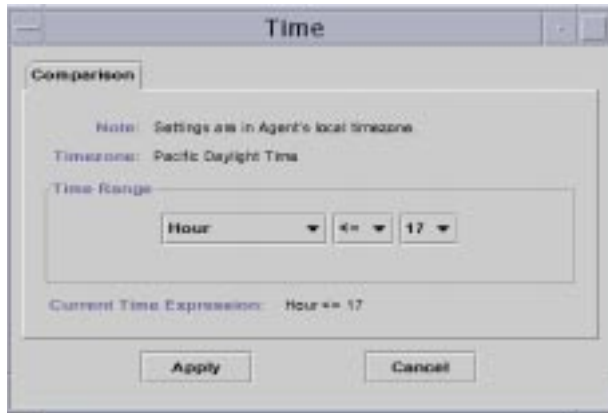 Time
Comparison
Note: Settings are in Agent's local timezone
Timezone: Pacific Daylight Time
Time Range
Hour <= 17
Current Time Expression: Hour <= 17
Apply Cancel